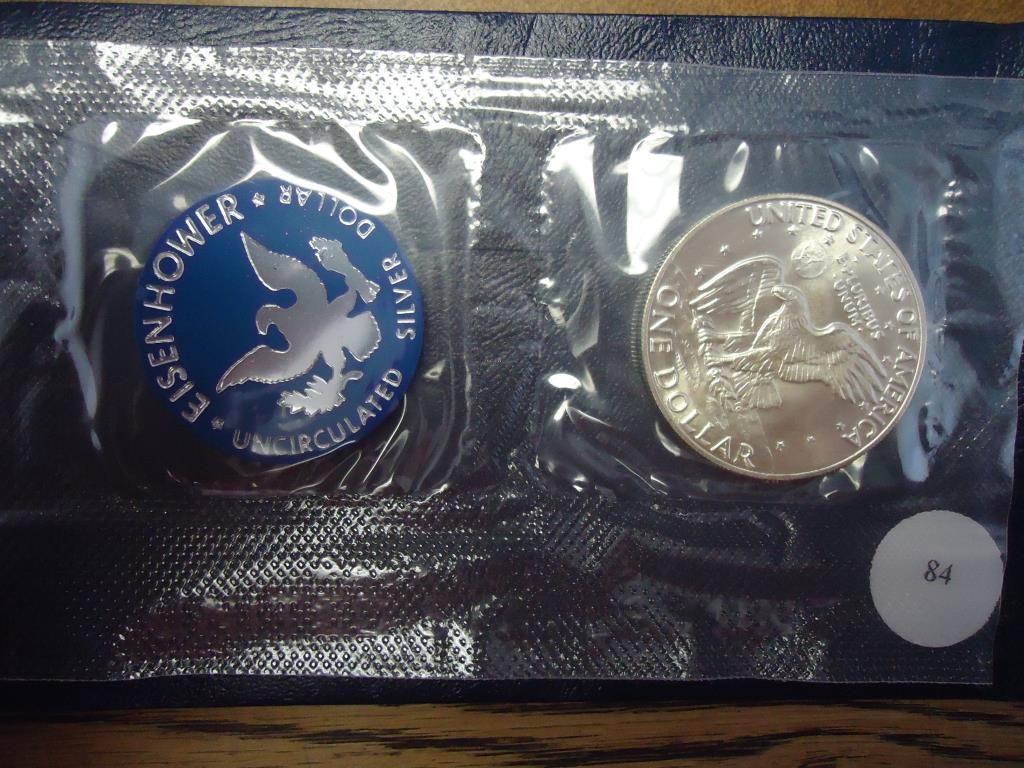 EISENHOWER
DOLLAR
UNCIRCULATED SILVER
UNITED STATES OF AMERICA
E PLURIBUS
UNUM
ONE DOLLAR
84